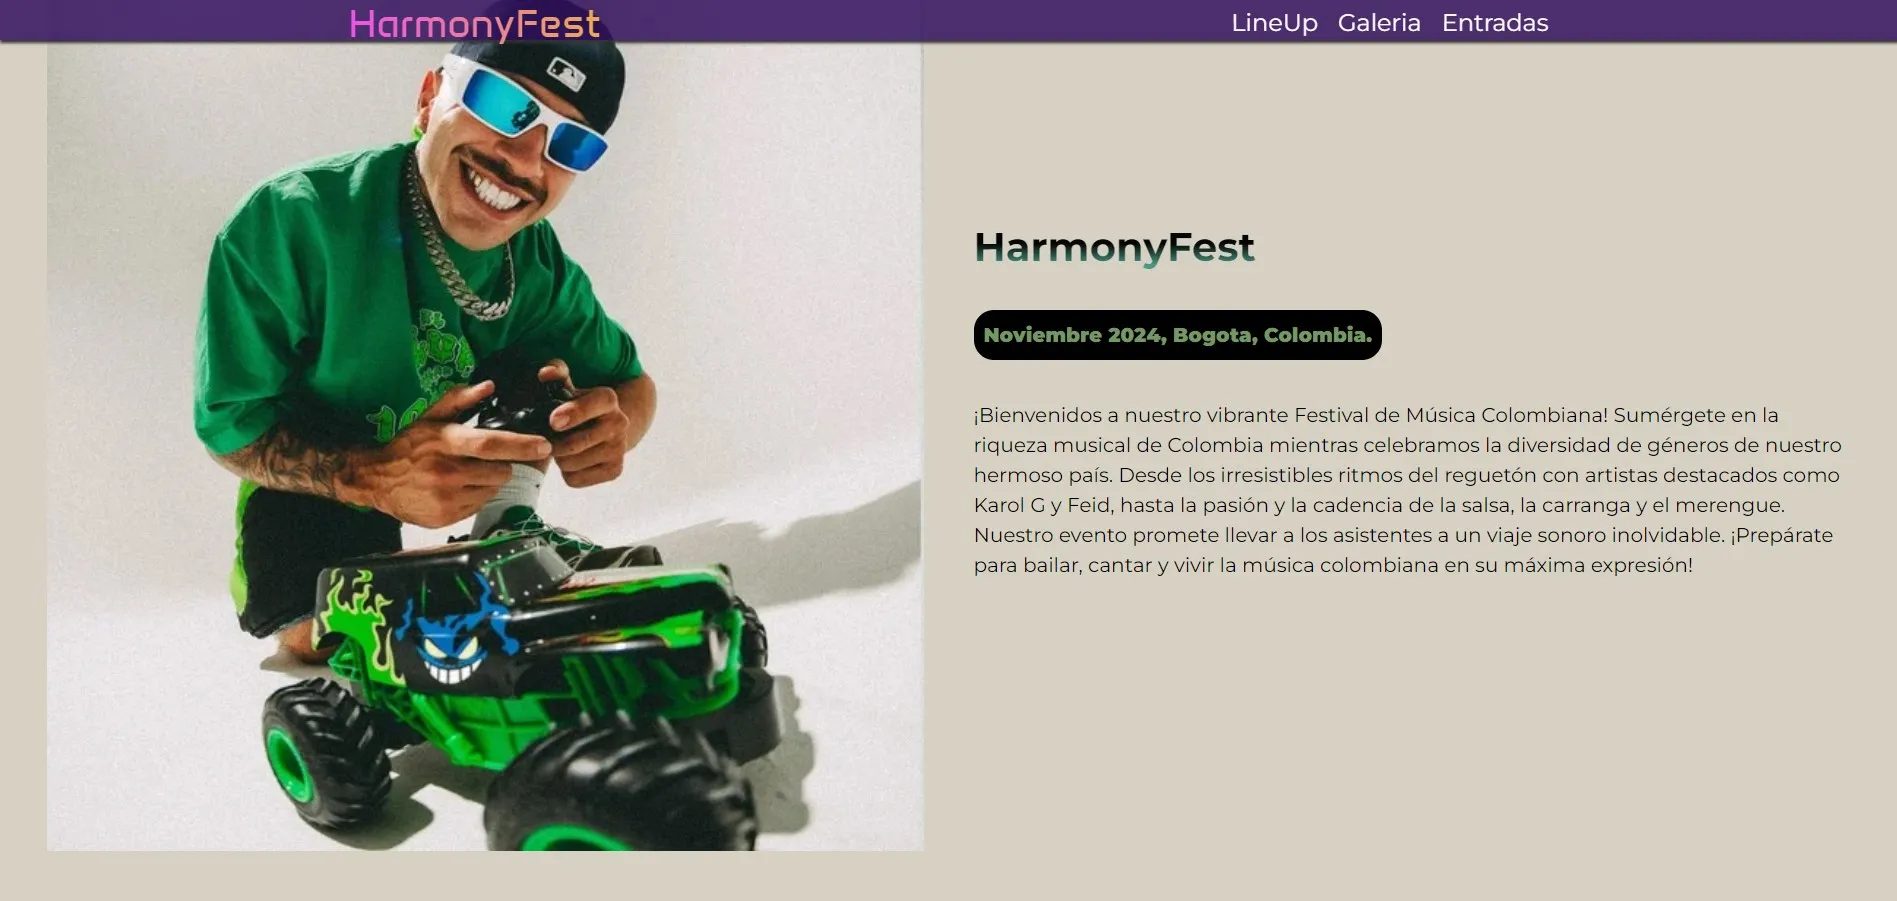 HarmonyFest
LineUp Galeria Entradas
HarmonyFest
Noviembre 2024, Bogota, Colombia.
¡Bienvenidos a nuestro vibrante Festival de Música Colombiana! Sumérgete en la
riqueza musical de Colombia mientras celebramos la diversidad de géneros de nuestro
hermoso país. Desde los irresistibles ritmos del reguetón con artistas destacados como
Karol G y Feid, hasta la pasión y la cadencia de la salsa, la carranga y el merengue.
Nuestro evento promete llevar a los asistentes a un viaje sonoro inolvidable. ¡Prepárate
para bailar, cantar y vivir la música colombiana en su máxima expresión!